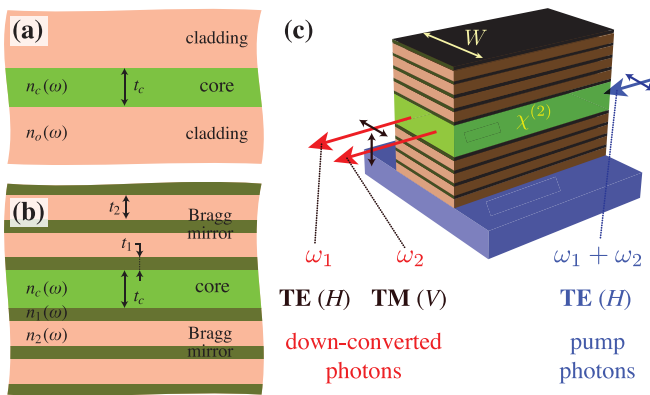 (a)
cladding
n_c(ω)
t_c
core
n_o(ω)
cladding
(b)
t_2
Bragg
mirror
t_1
n_c(ω)
t_c
core
n_1(ω)
n_2(ω)
Bragg
mirror
(c)
W
χ^(2)
ω_1
ω_2
ω_1 + ω_2
TE (H)
TM (V)
TE (H)
down-converted
photons
pump
photons